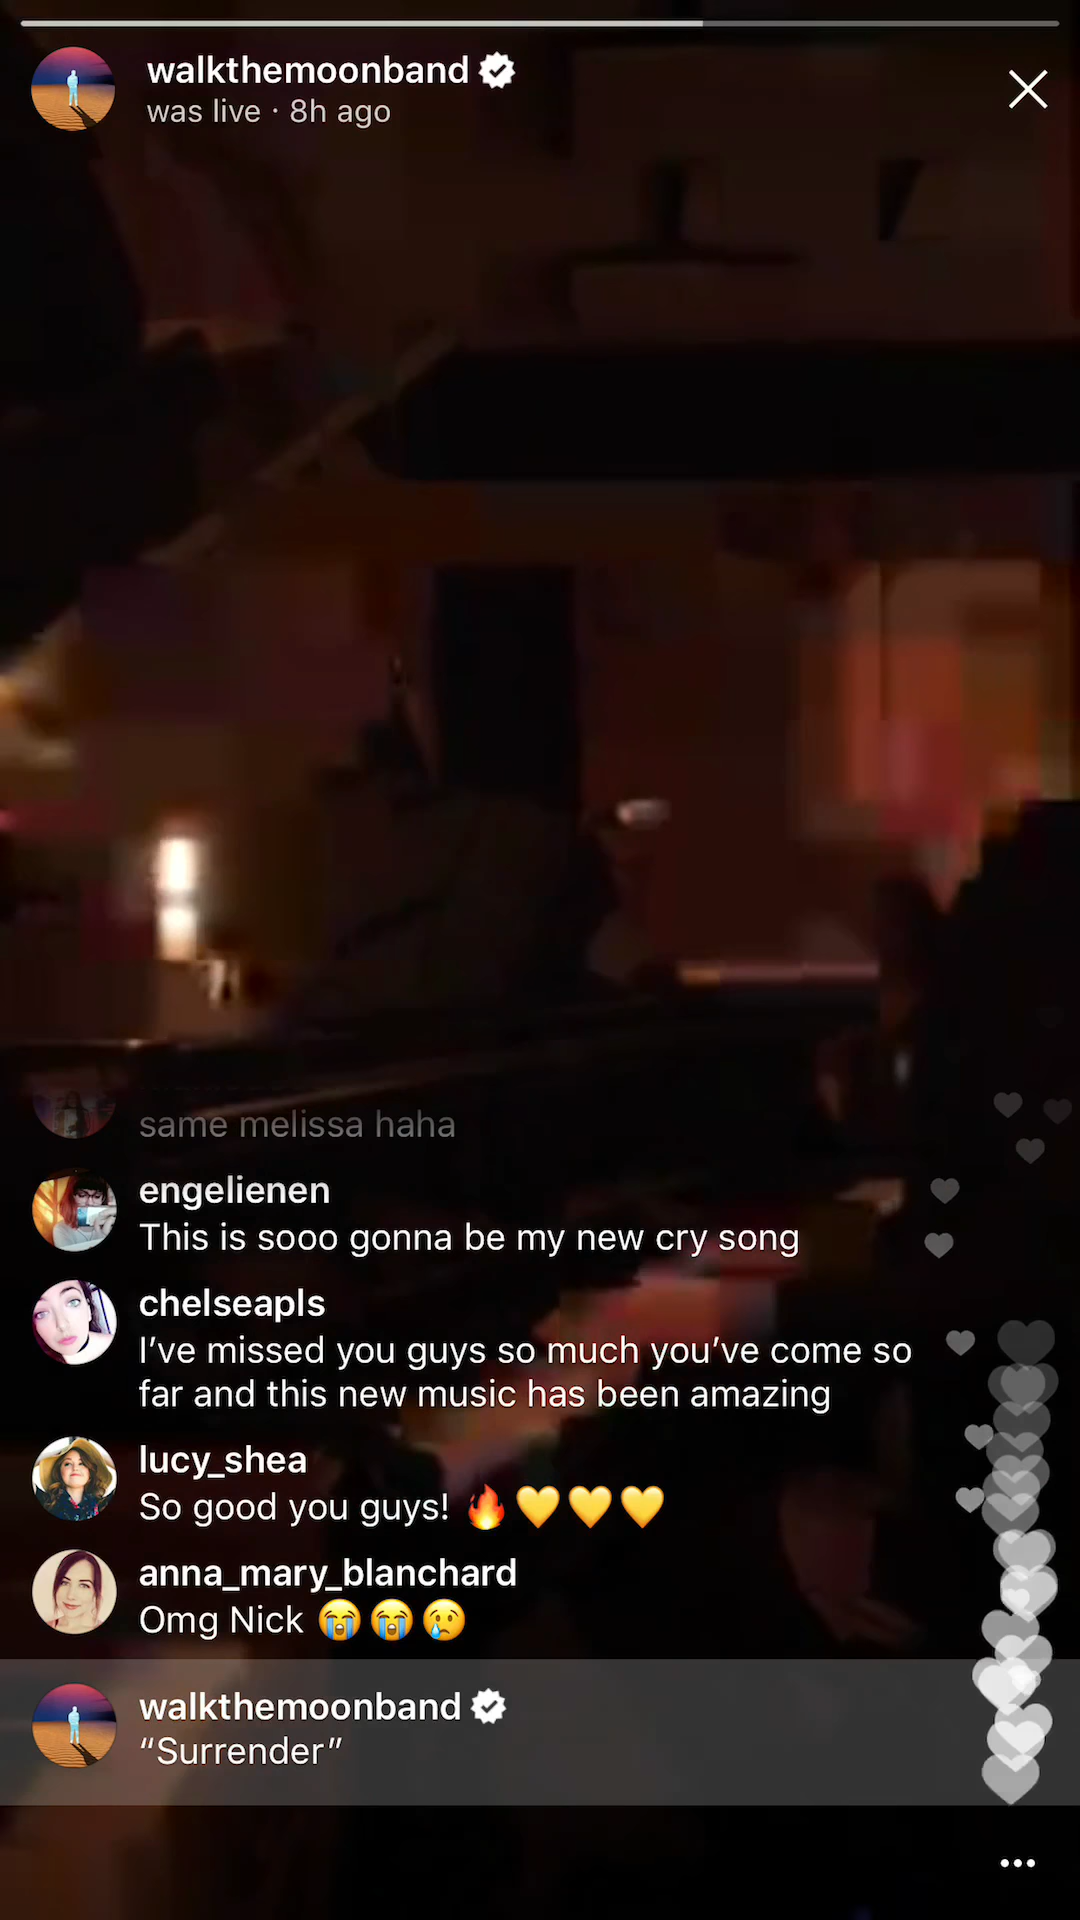 walkthemoonband
was live · 8h ago
same melissa haha
engelienen
This is sooo gonna be my new cry song
chelseapls
I’ve missed you guys so much you’ve come so
far and this new music has been amazing
lucy_shea
So good you guys! 🔥💛💛💛
anna_mary_blanchard
Omg Nick 😭😭😢
walkthemoonband
“Surrender”